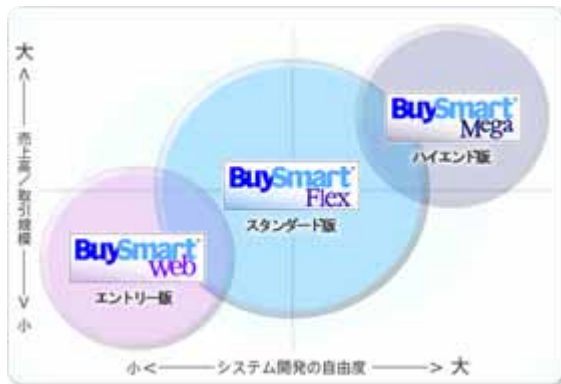 大
売上高／取引規模
小
BuySmart
Mega
ハイエンド版
BuySmart
Flex
スタンダード版
BuySmart
Web
エントリー版
小
システム開発の自由度
大